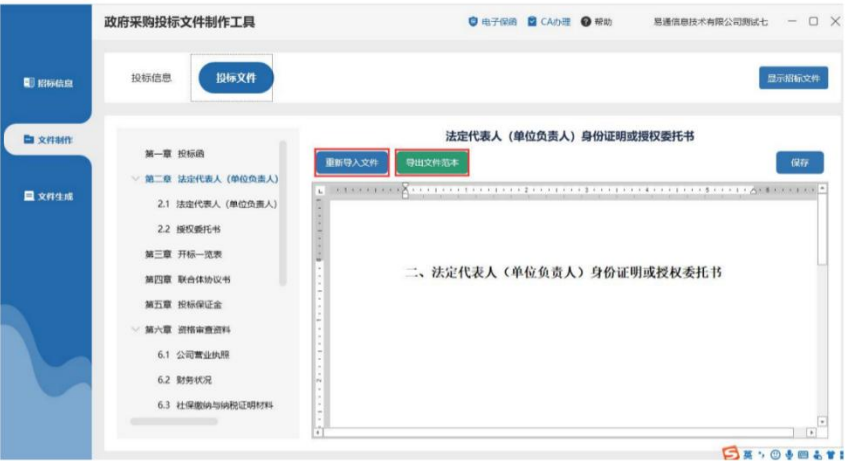 政府采购投标文件制作工具
电子保函 CA办理 帮助 易通信息技术有限公司测试七
招标信息
文件制作
文件生成
投标信息 投标文件 显示招标文件
第一章 投标函
第二章 法定代表人（单位负责人）
2.1 法定代表人（单位负责人）
2.2 授权委托书
第三章 开标一览表
第四章 联合体协议书
第五章 投标保证金
第六章 资格审查资料
6.1 公司营业执照
6.2 财务状况
6.3 社保缴纳与纳税证明材料
法定代表人（单位负责人）身份证明或授权委托书
重新导入文件 导出文件范本 保存
二、法定代表人（单位负责人）身份证明或授权委托书
英